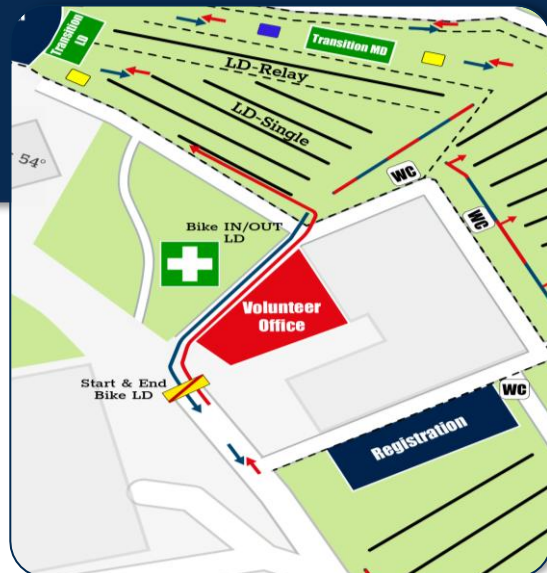 Transition
LD
Transition MD
LD-Relay
LD-Single
54°
WC
WC
Bike IN/OUT
LD
Volunteer
Office
Start & End
Bike LD
WC
Registration